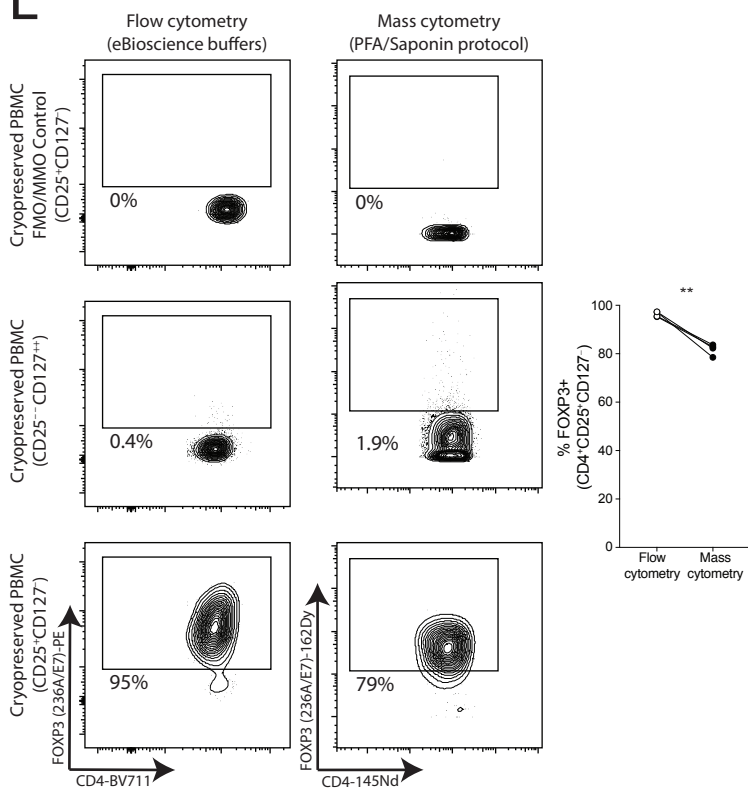 Flow cytometry
(eBioscience buffers)
Mass cytometry
(PFA/Saponin protocol)
Cryopreserved PBMC
FMO/MMO Control
(CD25⁺CD127⁻)
0%
0%
Cryopreserved PBMC
(CD25⁻⁻ CD127⁺⁺)
0.4%
1.9%
Cryopreserved PBMC
(CD25⁺CD127⁻)
FOXP3 (236A/E7)-PE
95%
CD4-BV711
FOXP3 (236A/E7)-162Dy
79%
CD4-145Nd
**
% FOXP3+
(CD4⁺CD25⁺CD127⁻)
100
80
60
40
20
0
Flow
cytometry
Mass
cytometry